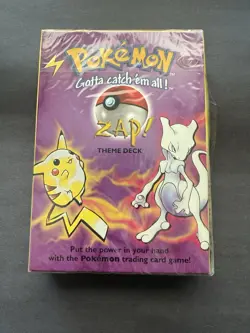 POKéMON
Gotta catch 'em all!
ZAP!
THEME DECK
Put the power in your hand
with the Pokémon trading card game!